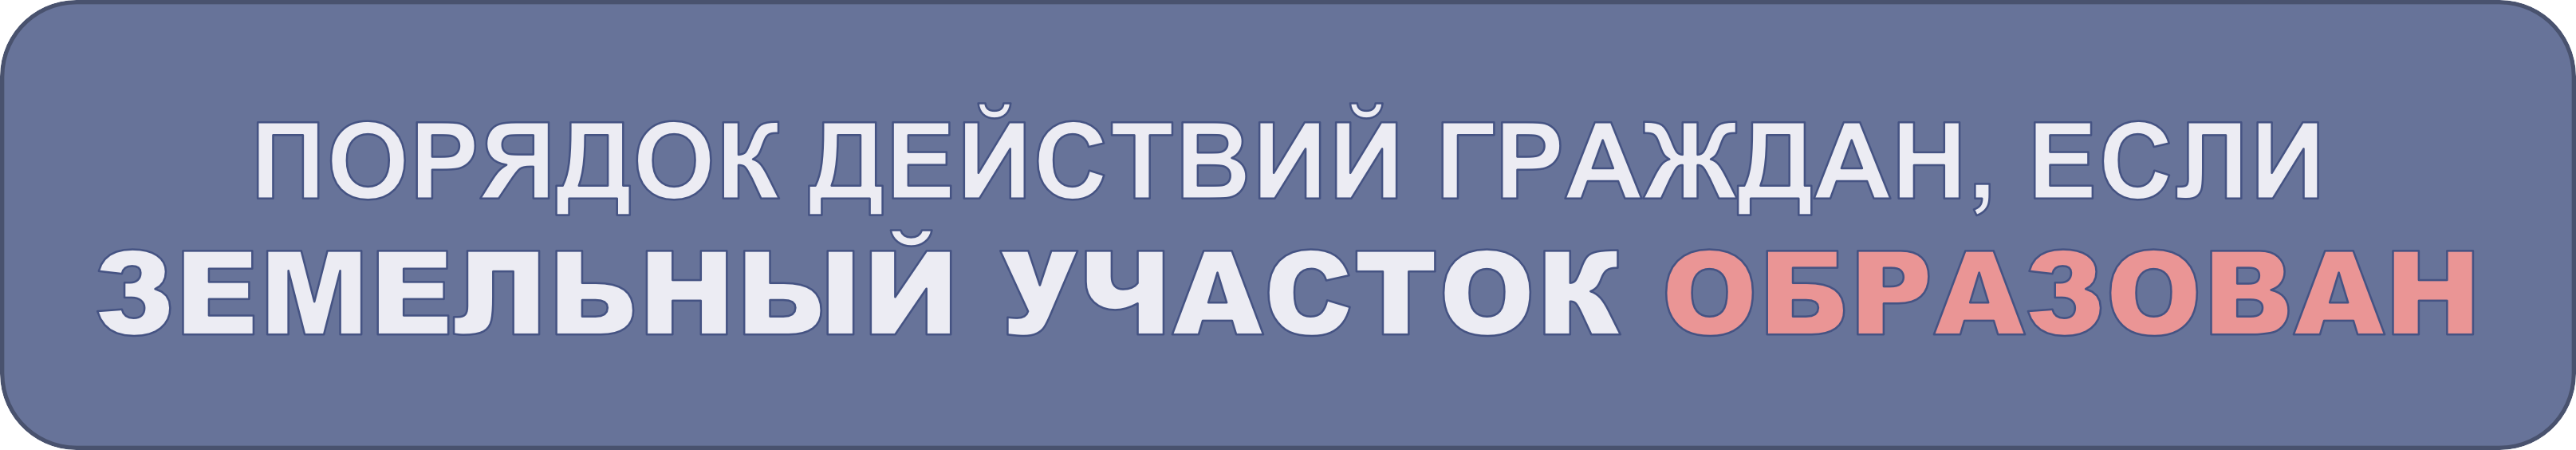 ПОРЯДОК ДЕЙСТВИЙ ГРАЖДАН, ЕСЛИ
ЗЕМЕЛЬНЫЙ УЧАСТОК ОБРАЗОВАН